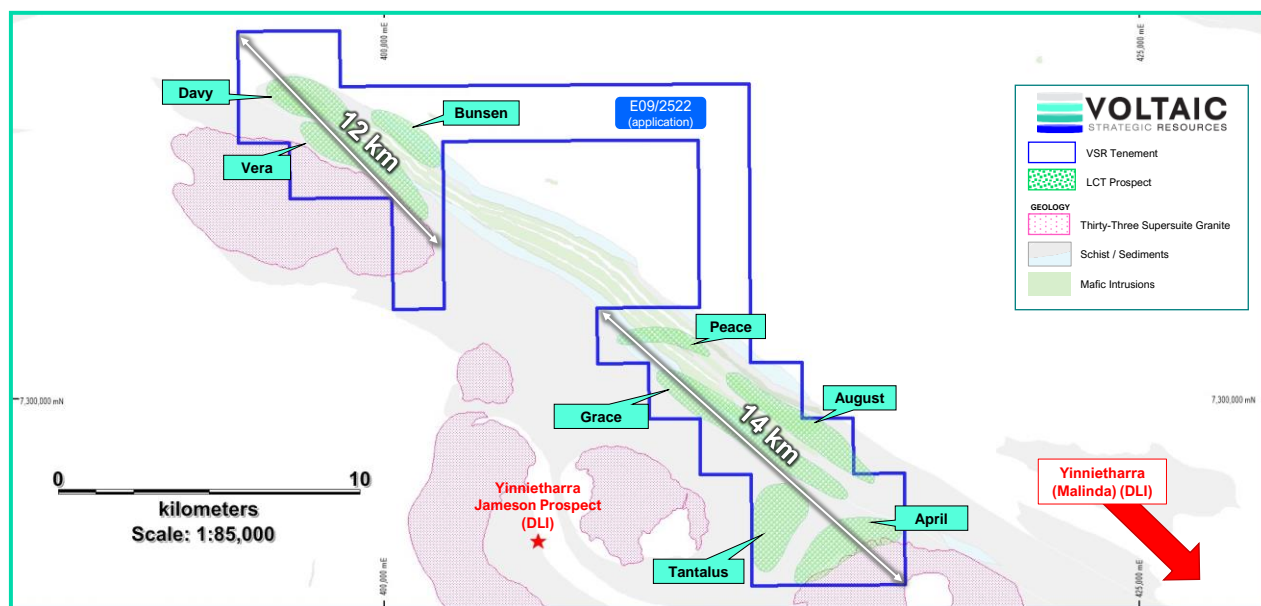 400,000 mE
425,000 mE
Davy
Bunsen
Vera
12 km
E09/2522
(application)
VOLTAIC
STRATEGIC RESOURCES
VSR Tenement
LCT Prospect
GEOLOGY
Thirty-Three Supersuite Granite
Schist / Sediments
Mafic Intrusions
Peace
August
Grace
14 km
7,300,000 mN
7,300,000 mN
0
10
kilometers
Scale: 1:85,000
Yinnietharra
Jameson Prospect
(DLI)
Yinnietharra
(Malinda) (DLI)
April
Tantalus
400,000 mE
425,000 mE